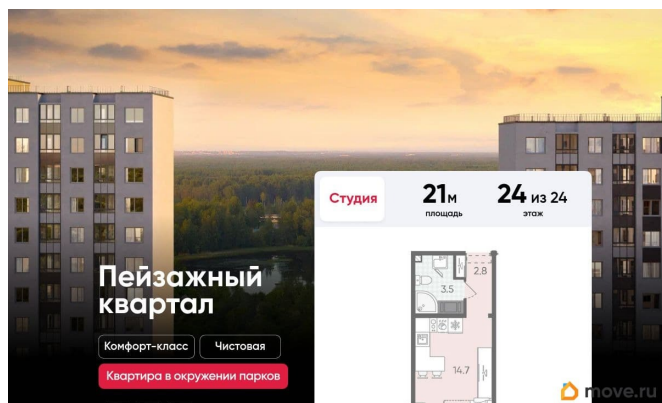 Студия
21м
площадь
24 из 24
этаж
Пейзажный
квартал
Комфорт-класс
Чистовая
Квартира в окружении парков
3.5
2.8
14.7
move.ru